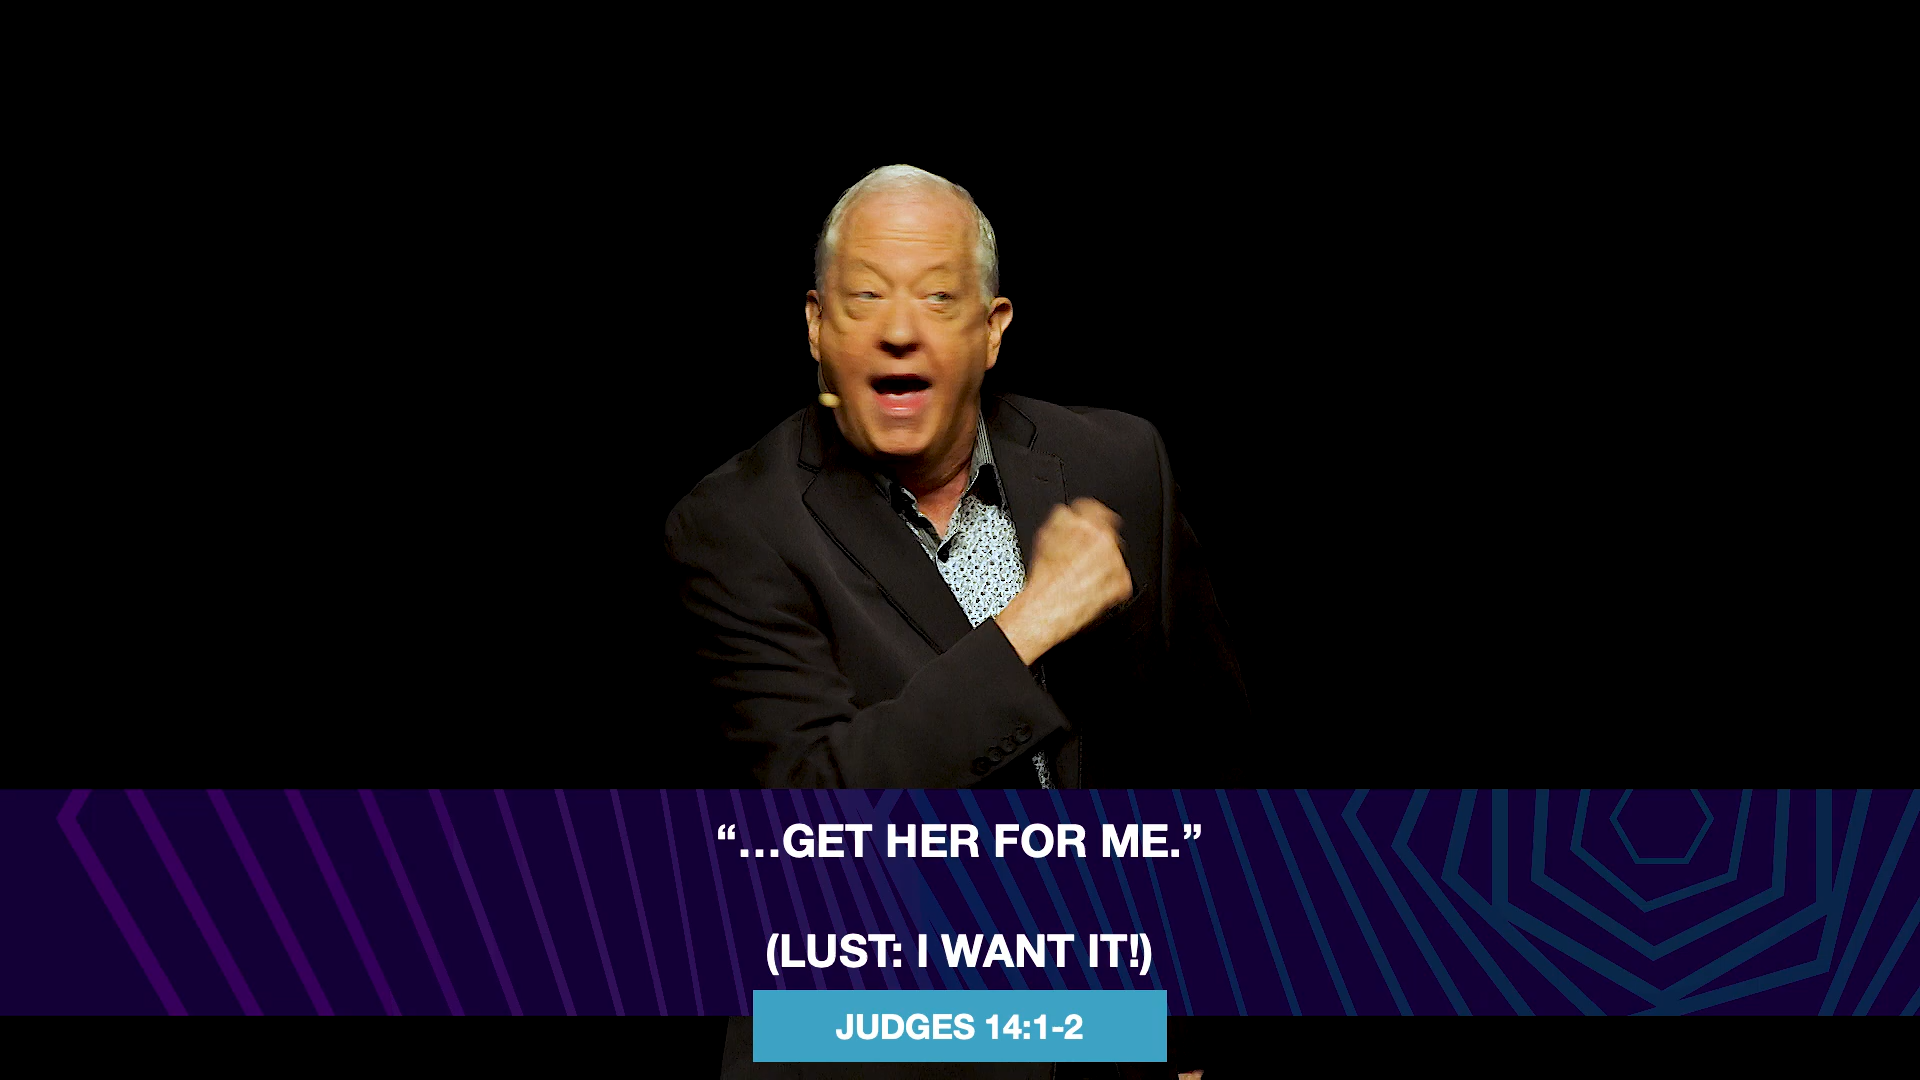 “…GET HER FOR ME.”
(LUST: I WANT IT!)
JUDGES 14:1-2